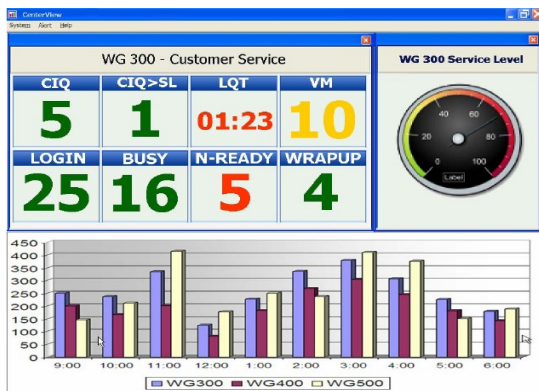 CenterView
System Alert Help
WG 300 - Customer Service
CIQ CIQ>SL LQT VM
5 1 01:23 10
LOGIN BUSY N-READY WRAPUP
25 16 5 4
WG 300 Service Level
0 20 40 60 80 100
Label
450
400
350
300
250
200
150
100
50
0
9:00 10:00 11:00 12:00 1:00 2:00 3:00 4:00 5:00 6:00
WG300 WG400 WG500